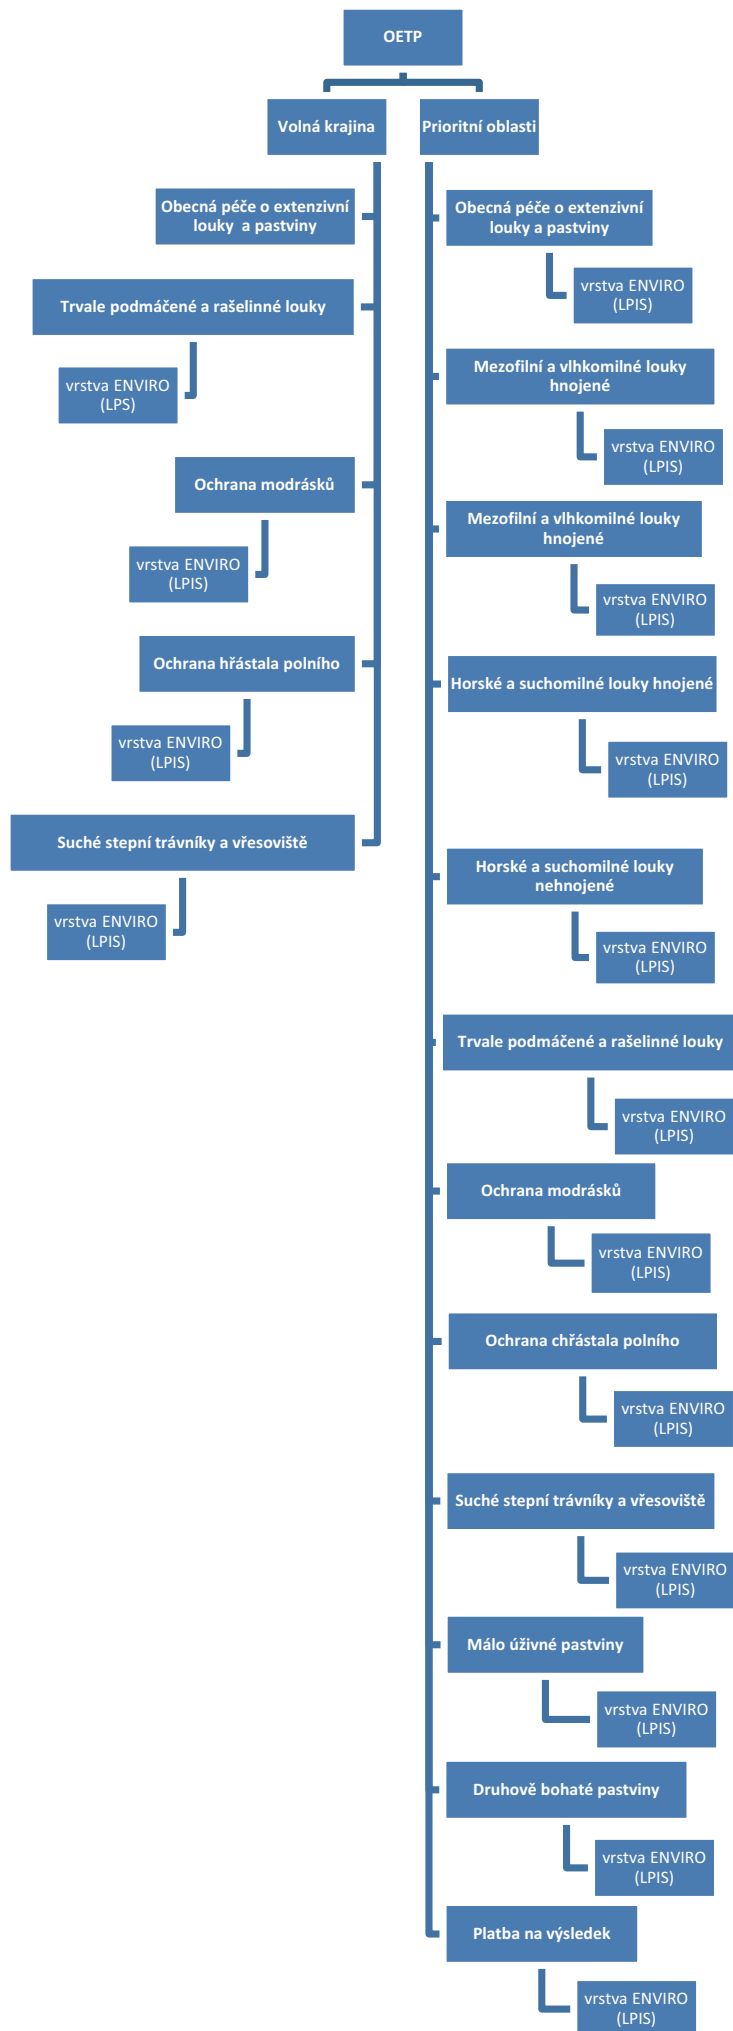 OETP
Volná krajina
Obecná péče o extenzivní
louky a pastviny
Trvale podmáčené a rašelinné louky
vrstva ENVIRO
(LPS)
Ochrana modrásků
vrstva ENVIRO
(LPIS)
Ochrana hřástala polního
vrstva ENVIRO
(LPIS)
Suché stepní trávníky a vřesoviště
vrstva ENVIRO
(LPIS)
Prioritní oblasti
Obecná péče o extenzivní
louky a pastviny
vrstva ENVIRO
(LPIS)
Mezofilní a vlhkomilné louky
hnojené
vrstva ENVIRO
(LPIS)
Mezofilní a vlhkomilné louky
hnojené
vrstva ENVIRO
(LPIS)
Horské a suchomilné louky hnojené
vrstva ENVIRO
(LPIS)
Horské a suchomilné louky
nehnojené
vrstva ENVIRO
(LPIS)
Trvale podmáčené a rašelinné louky
vrstva ENVIRO
(LPIS)
Ochrana modrásků
vrstva ENVIRO
(LPIS)
Ochrana chřástala polního
vrstva ENVIRO
(LPIS)
Suché stepní trávníky a vřesoviště
vrstva ENVIRO
(LPIS)
Málo úživné pastviny
vrstva ENVIRO
(LPIS)
Druhově bohaté pastviny
vrstva ENVIRO
(LPIS)
Platba na výsledek
vrstva ENVIRO
(LPIS)